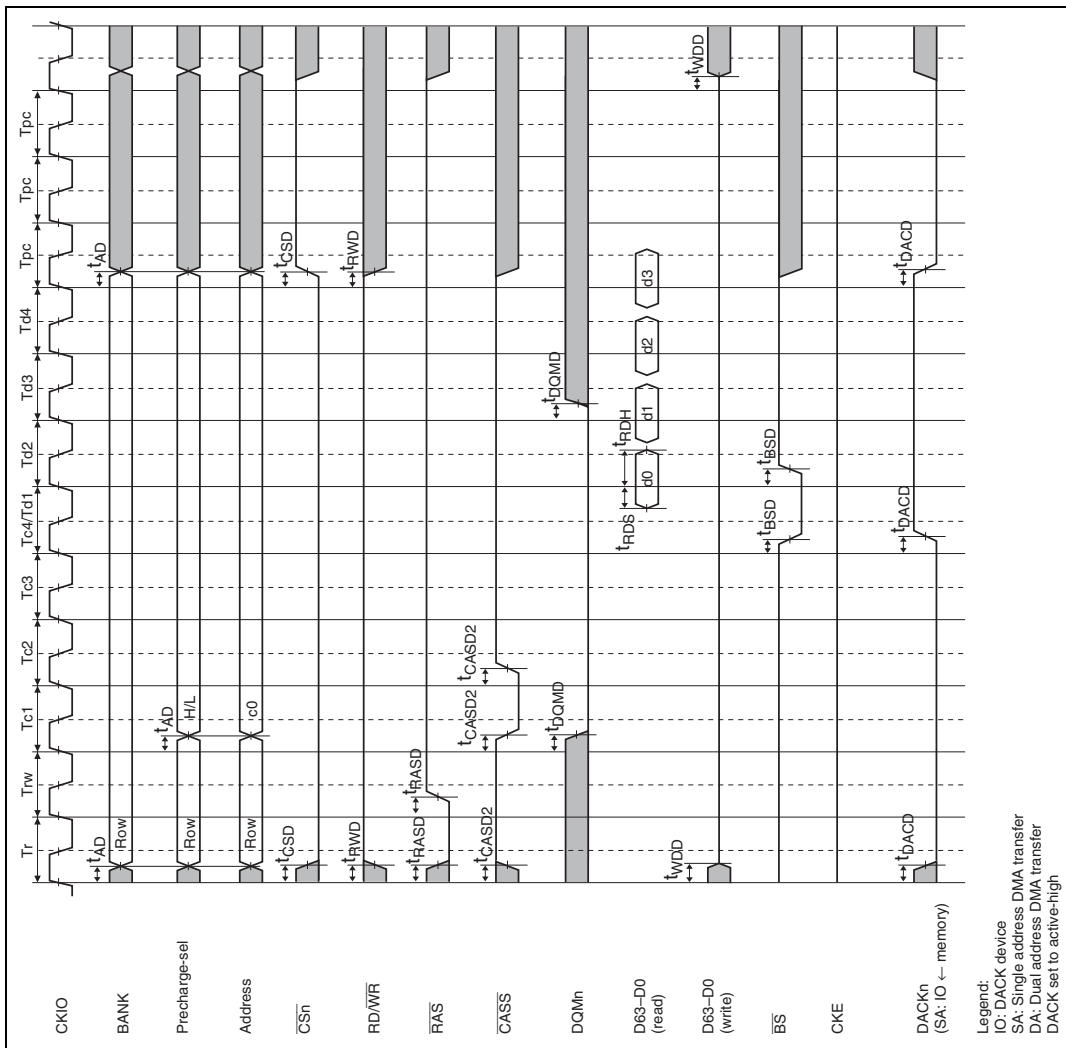 Tr
Trw
Tc1
Tc2
Tc3
Tc4/Td1
Td2
Td3
Td4
Tpc
Tpc
Tpc
CKIO
BANK
tAD
Row
tAD
Precharge-sel
Row
tAD
H/L
Address
Row
c0
CSn
tCSD
tCSD
RD/WR
tRWD
tRWD
RAS
tRASD
tRASD
CASS
tCASD2
tCASD2
tCASD2
DQMn
tDQMD
tDQMD
D63–D0
(read)
tRDS
tRDH
d0
d1
d2
d3
D63–D0
(write)
tWDD
tWDD
BS
tBSD
tBSD
CKE
DACKn
(SA: IO ← memory)
tDACD
tDACD
tDACD
Legend:
IO: DACK device
SA: Single address DMA transfer
DA: Dual address DMA transfer
DACK set to active-high